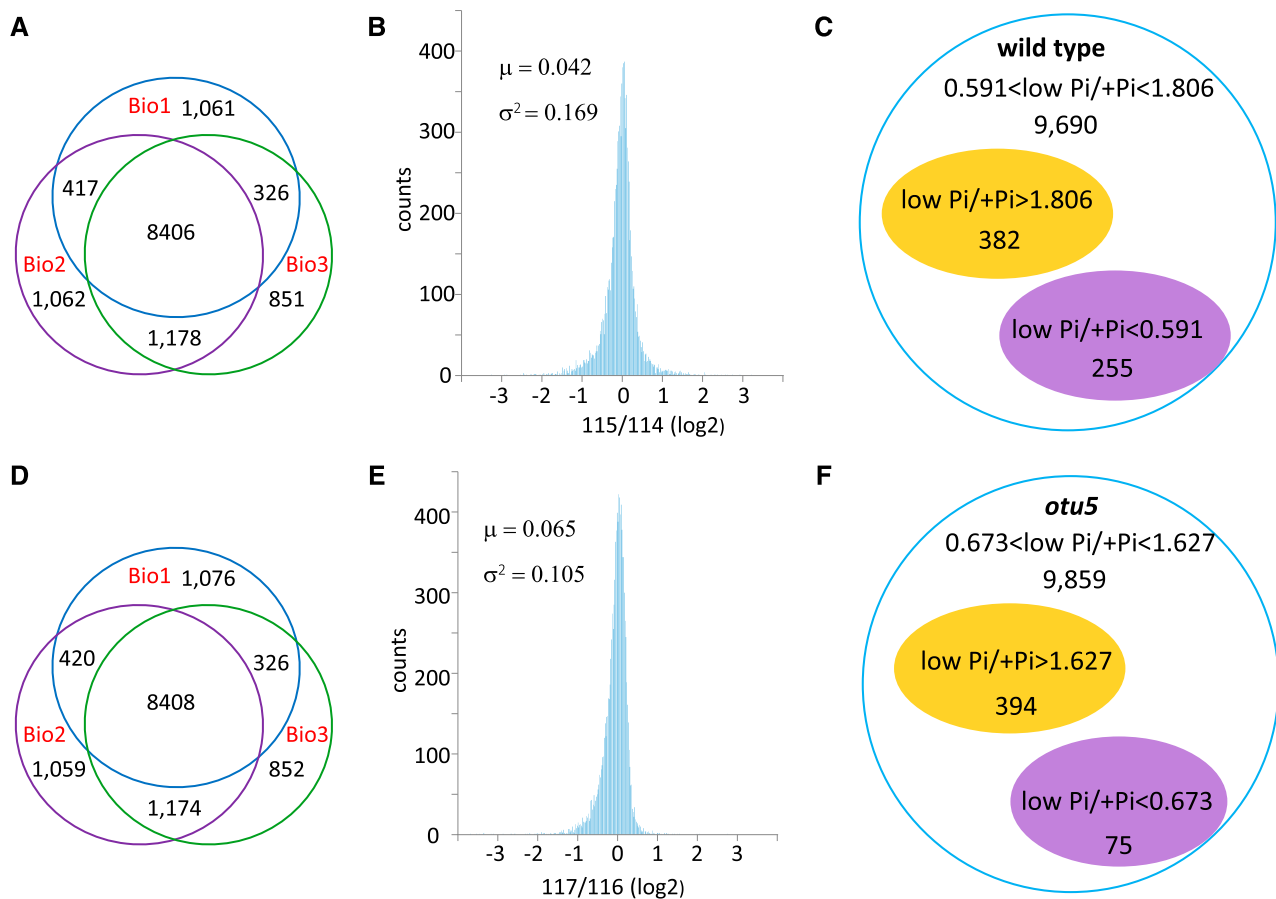 A
Bio1 1,061
417
326
8406
Bio2
Bio3
1,062
851
1,178
B
400
300
200
100
0
counts
μ = 0.042
σ² = 0.169
-3 -2 -1 0 1 2 3
115/114 (log2)
C
wild type
0.591<low Pi/+Pi<1.806
9,690
low Pi/+Pi>1.806
382
low Pi/+Pi<0.591
255
D
Bio1 1,076
420
326
8408
Bio2
Bio3
1,059
852
1,174
E
400
300
200
100
0
counts
μ = 0.065
σ² = 0.105
-3 -2 -1 0 1 2 3
117/116 (log2)
F
otu5
0.673<low Pi/+Pi<1.627
9,859
low Pi/+Pi>1.627
394
low Pi/+Pi<0.673
75